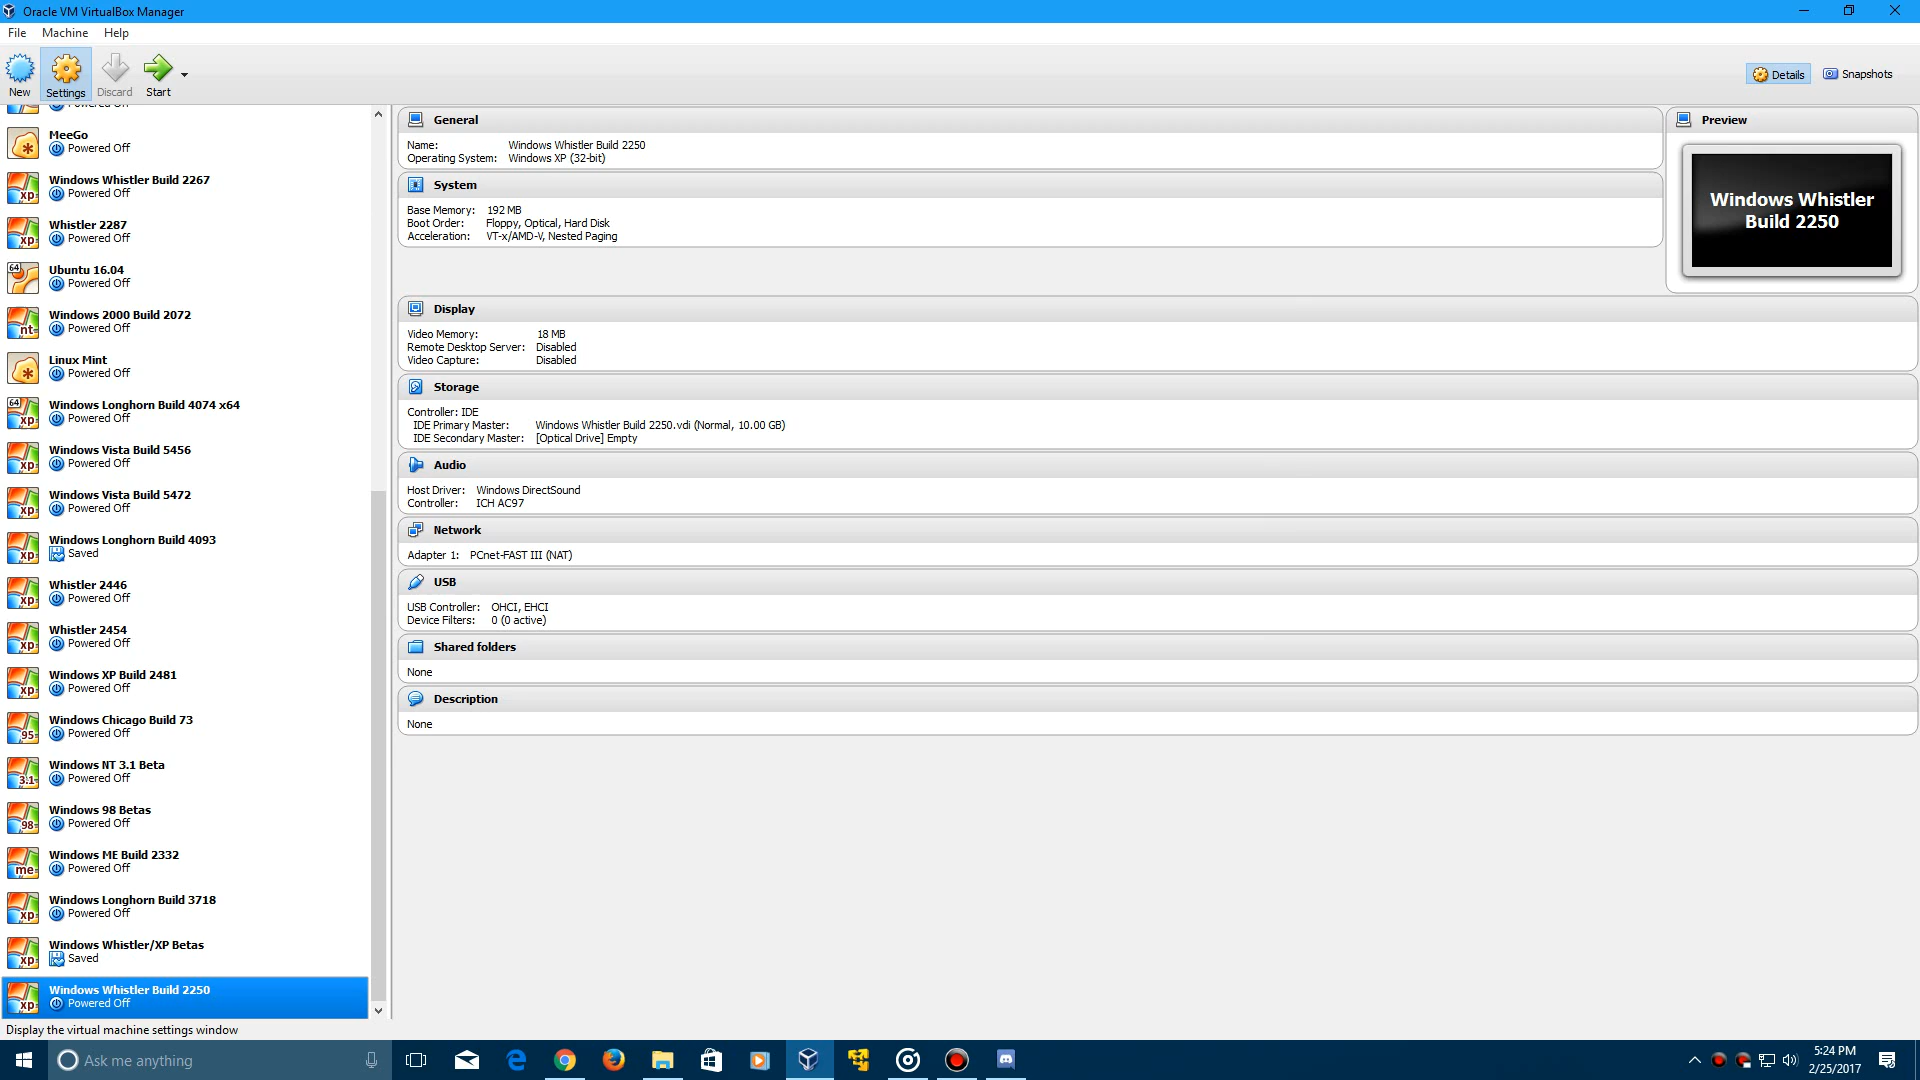 Oracle VM VirtualBox Manager
File Machine Help
New Settings Discard Start
Details Snapshots
Powered Off
MeeGo
Powered Off
Windows Whistler Build 2267
Powered Off
Whistler 2287
Powered Off
64
Ubuntu 16.04
Powered Off
Windows 2000 Build 2072
Powered Off
Linux Mint
Powered Off
64
Windows Longhorn Build 4074 x64
Powered Off
Windows Vista Build 5456
Powered Off
Windows Vista Build 5472
Powered Off
Windows Longhorn Build 4093
Saved
Whistler 2446
Powered Off
Whistler 2454
Powered Off
Windows XP Build 2481
Powered Off
Windows Chicago Build 73
Powered Off
Windows NT 3.1 Beta
Powered Off
Windows 98 Betas
Powered Off
Windows ME Build 2332
Powered Off
Windows Longhorn Build 3718
Powered Off
Windows Whistler/XP Betas
Saved
Windows Whistler Build 2250
Powered Off
General
Name: Windows Whistler Build 2250
Operating System: Windows XP (32-bit)
System
Base Memory: 192 MB
Boot Order: Floppy, Optical, Hard Disk
Acceleration: VT-x/AMD-V, Nested Paging
Preview
Windows Whistler
Build 2250
Display
Video Memory: 18 MB
Remote Desktop Server: Disabled
Video Capture: Disabled
Storage
Controller: IDE
IDE Primary Master: Windows Whistler Build 2250.vdi (Normal, 10.00 GB)
IDE Secondary Master: [Optical Drive] Empty
Audio
Host Driver: Windows DirectSound
Controller: ICH AC97
Network
Adapter 1: PCnet-FAST III (NAT)
USB
USB Controller: OHCI, EHCI
Device Filters: 0 (0 active)
Shared folders
None
Description
None
Display the virtual machine settings window
Ask me anything
5:24 PM
2/25/2017